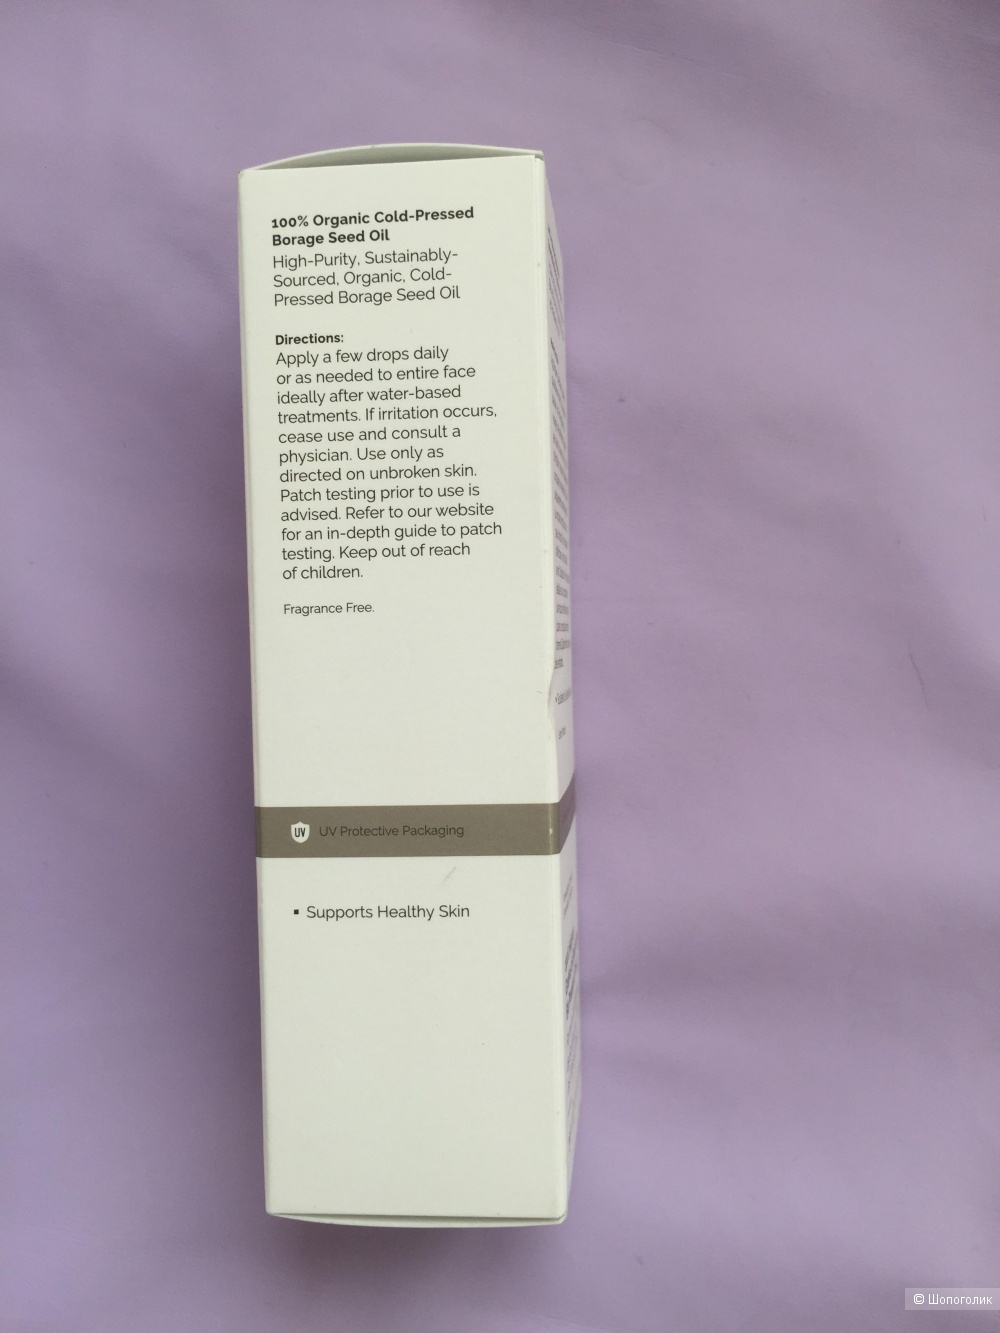 100% Organic Cold-Pressed
Borage Seed Oil
High-Purity, Sustainably-
Sourced, Organic, Cold-
Pressed Borage Seed Oil
Directions:
Apply a few drops daily
or as needed to entire face
ideally after water-based
treatments. If irritation occurs,
cease use and consult a
physician. Use only as
directed on unbroken skin.
Patch testing prior to use is
advised. Refer to our website
for an in-depth guide to patch
testing. Keep out of reach
of children.
Fragrance Free.
UV UV Protective Packaging
▪ Supports Healthy Skin
© Шопоголик